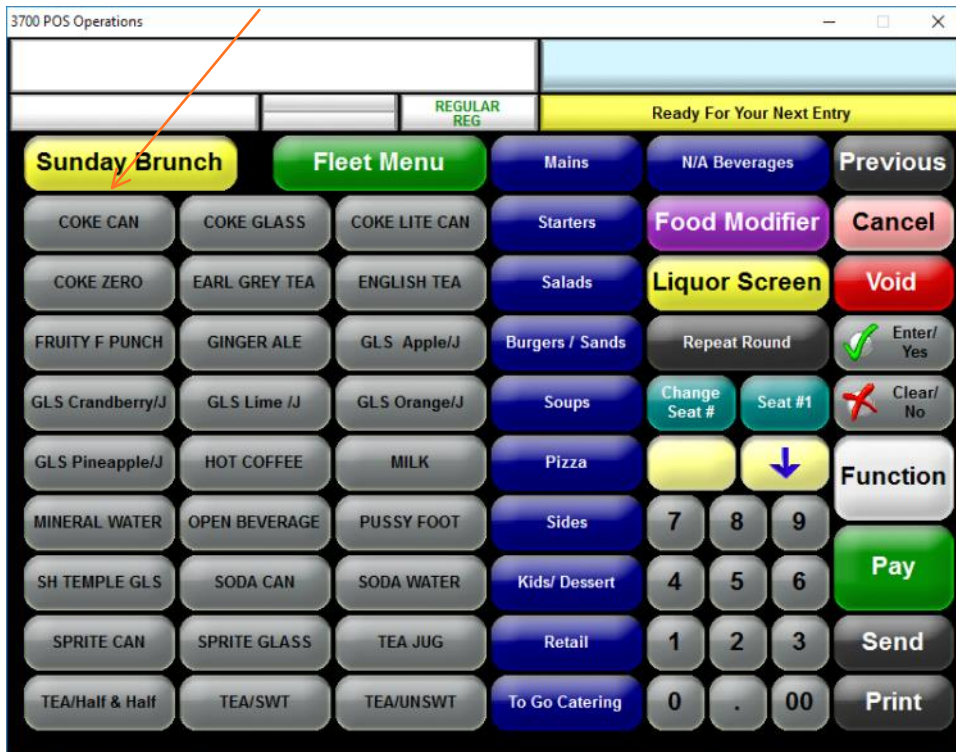 3700 POS Operations
REGULAR
REG
Ready For Your Next Entry
Sunday Brunch
Fleet Menu
Mains
N/A Beverages
Previous
COKE CAN
COKE GLASS
COKE LITE CAN
Starters
Food Modifier
Cancel
COKE ZERO
EARL GREY TEA
ENGLISH TEA
Salads
Liquor Screen
Void
FRUITY F PUNCH
GINGER ALE
GLS Apple/J
Burgers / Sands
Repeat Round
Enter/
Yes
GLS Crandberry/J
GLS Lime /J
GLS Orange/J
Soups
Change
Seat #
Seat #1
Clear/
No
GLS Pineapple/J
HOT COFFEE
MILK
Pizza
Function
MINERAL WATER
OPEN BEVERAGE
PUSSY FOOT
Sides
7
8
9
Pay
SH TEMPLE GLS
SODA CAN
SODA WATER
Kids/ Dessert
4
5
6
SPRITE CAN
SPRITE GLASS
TEA JUG
Retail
1
2
3
Send
TEA/Half & Half
TEA/SWT
TEA/UNSWT
To Go Catering
0
.
00
Print